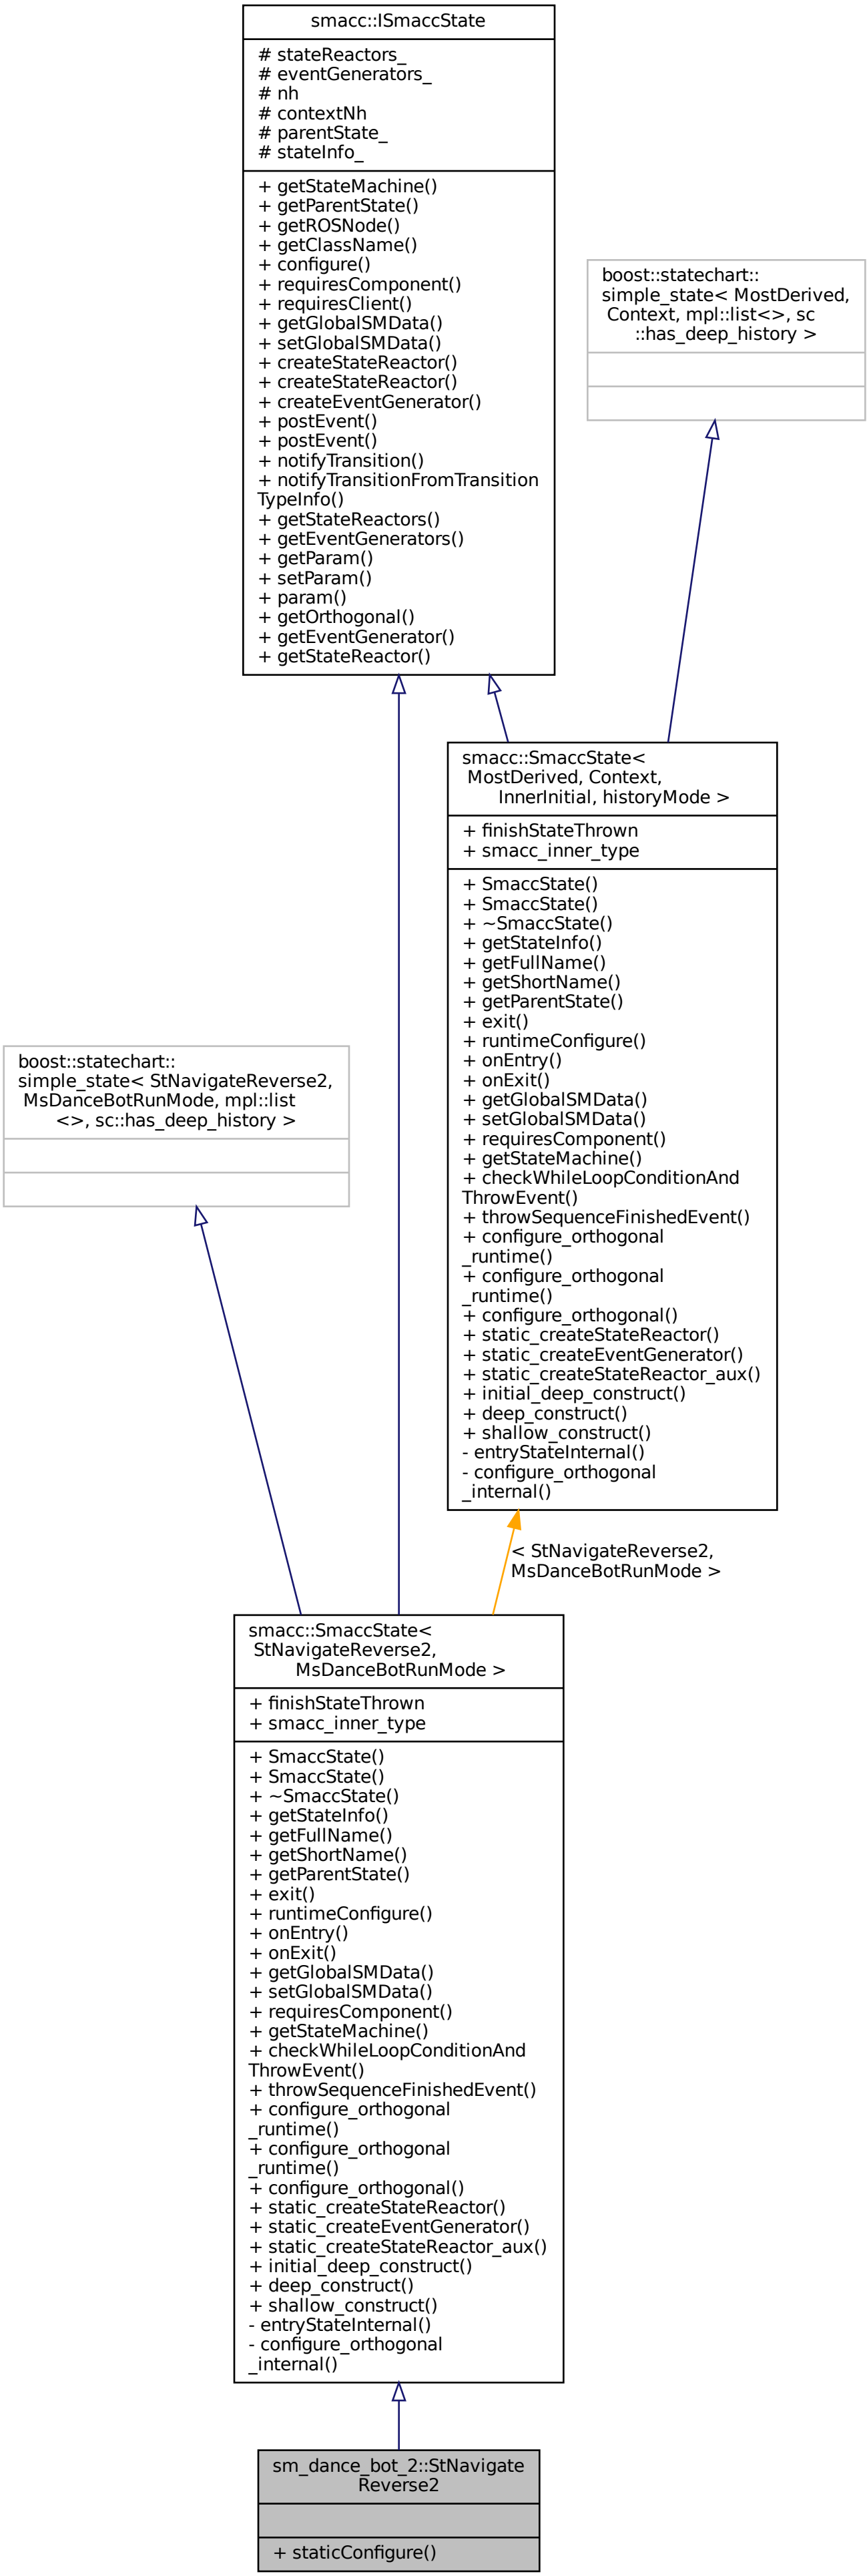 smacc::ISmaccState
# stateReactors_
# eventGenerators_
# nh
# contextNh
# parentState_
# stateInfo_
+ getStateMachine()
+ getParentState()
+ getROSNode()
+ getClassName()
+ configure()
+ requiresComponent()
+ requiresClient()
+ getGlobalSMData()
+ setGlobalSMData()
+ createStateReactor()
+ createStateReactor()
+ createEventGenerator()
+ postEvent()
+ postEvent()
+ notifyTransition()
+ notifyTransitionFromTransition
TypeInfo()
+ getStateReactors()
+ getEventGenerators()
+ getParam()
+ setParam()
+ param()
+ getOrthogonal()
+ getEventGenerator()
+ getStateReactor()
boost::statechart::
simple_state< MostDerived,
Context, mpl::list<>, sc
::has_deep_history >
smacc::SmaccState<
MostDerived, Context,
InnerInitial, historyMode >
+ finishStateThrown
+ smacc_inner_type
+ SmaccState()
+ SmaccState()
+ ~SmaccState()
+ getStateInfo()
+ getFullName()
+ getShortName()
+ getParentState()
+ exit()
+ runtimeConfigure()
+ onEntry()
+ onExit()
+ getGlobalSMData()
+ setGlobalSMData()
+ requiresComponent()
+ getStateMachine()
+ checkWhileLoopConditionAnd
ThrowEvent()
+ throwSequenceFinishedEvent()
+ configure_orthogonal
_runtime()
+ configure_orthogonal
_runtime()
+ configure_orthogonal()
+ static_createStateReactor()
+ static_createEventGenerator()
+ static_createStateReactor_aux()
+ initial_deep_construct()
+ deep_construct()
+ shallow_construct()
- entryStateInternal()
- configure_orthogonal
_internal()
boost::statechart::
simple_state< StNavigateReverse2,
MsDanceBotRunMode, mpl::list
<>, sc::has_deep_history >
< StNavigateReverse2,
MsDanceBotRunMode >
smacc::SmaccState<
StNavigateReverse2,
MsDanceBotRunMode >
+ finishStateThrown
+ smacc_inner_type
+ SmaccState()
+ SmaccState()
+ ~SmaccState()
+ getStateInfo()
+ getFullName()
+ getShortName()
+ getParentState()
+ exit()
+ runtimeConfigure()
+ onEntry()
+ onExit()
+ getGlobalSMData()
+ setGlobalSMData()
+ requiresComponent()
+ getStateMachine()
+ checkWhileLoopConditionAnd
ThrowEvent()
+ throwSequenceFinishedEvent()
+ configure_orthogonal
_runtime()
+ configure_orthogonal
_runtime()
+ configure_orthogonal()
+ static_createStateReactor()
+ static_createEventGenerator()
+ static_createStateReactor_aux()
+ initial_deep_construct()
+ deep_construct()
+ shallow_construct()
- entryStateInternal()
- configure_orthogonal
_internal()
sm_dance_bot_2::StNavigate
Reverse2
+ staticConfigure()